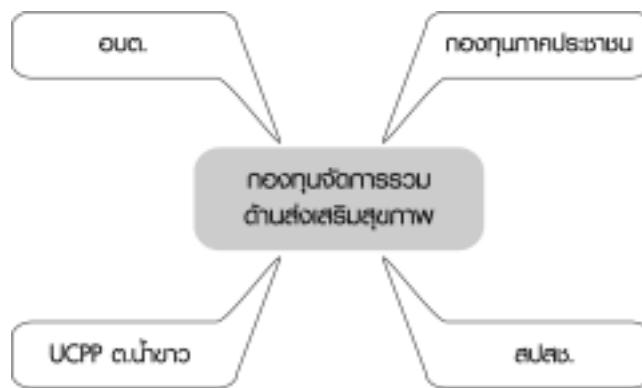 อบต.
กองทุนภาคประชาชน
กองทุนจัดการรวม
ด้านส่งเสริมสุขภาพ
UCPP ต.น้ำขาว
สปสช.